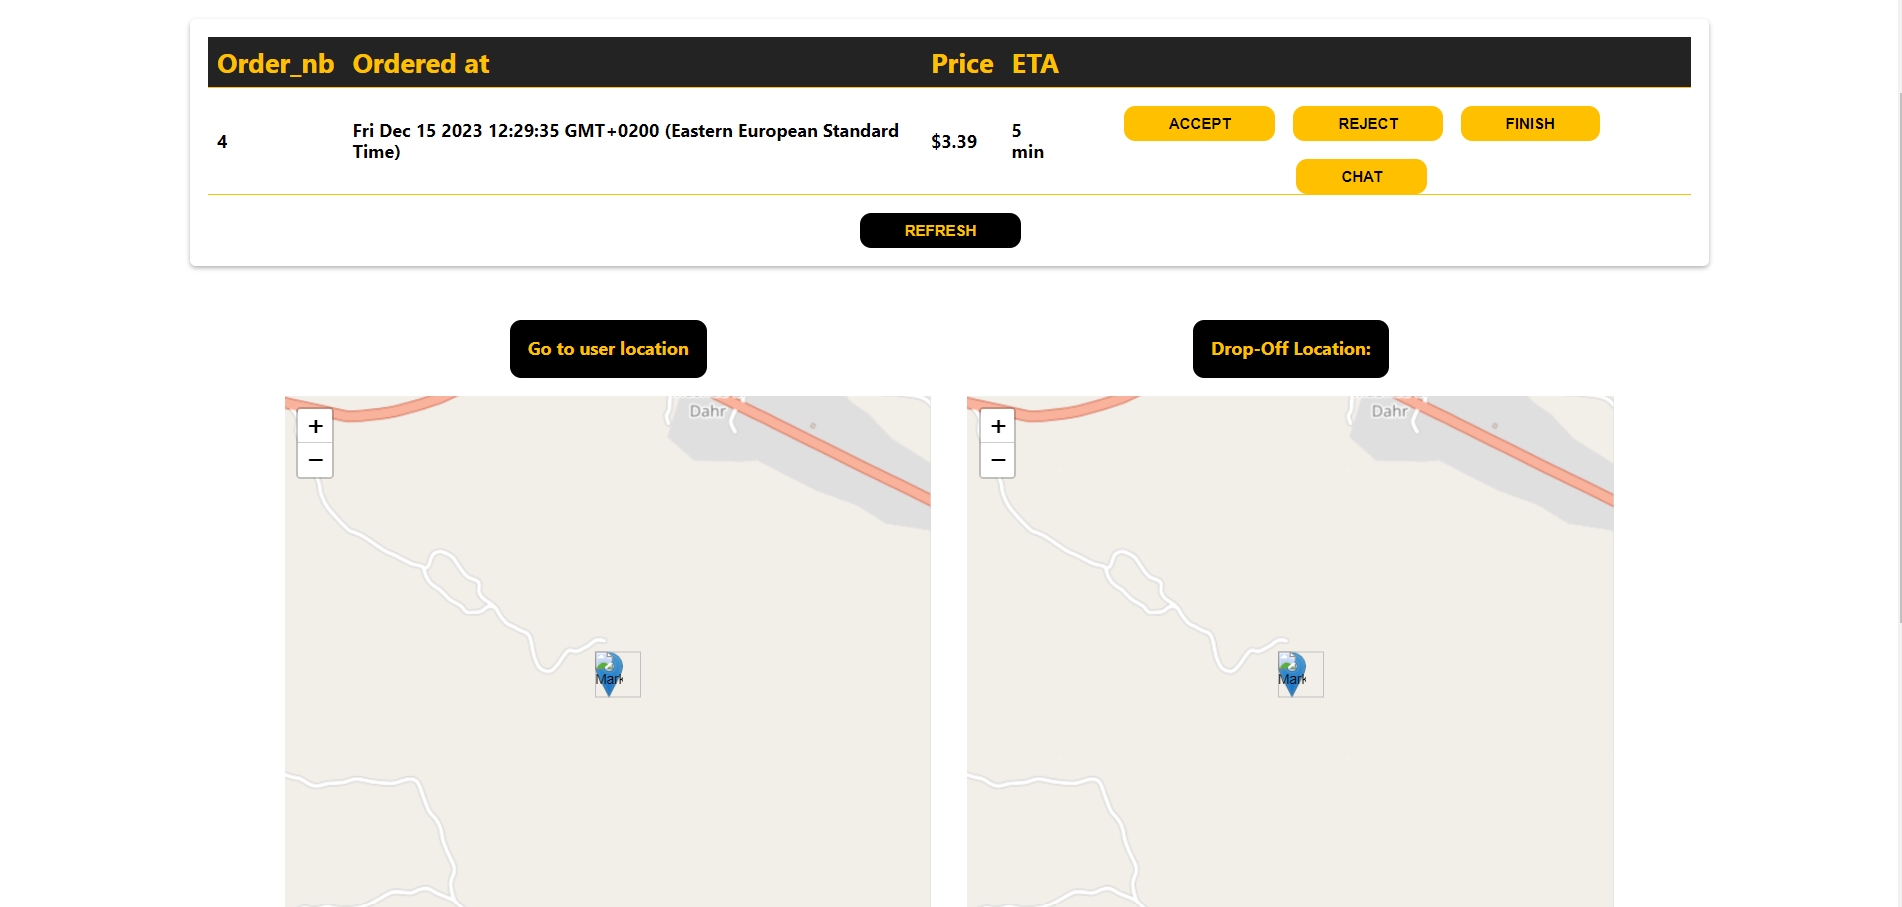 Order_nb Ordered at Price ETA
4 Fri Dec 15 2023 12:29:35 GMT+0200 (Eastern European Standard
Time) $3.39 5
min
ACCEPT REJECT FINISH
CHAT
REFRESH
Go to user location Drop-Off Location:
+
−
Dahr
Mark
+
−
Dahr
Mark